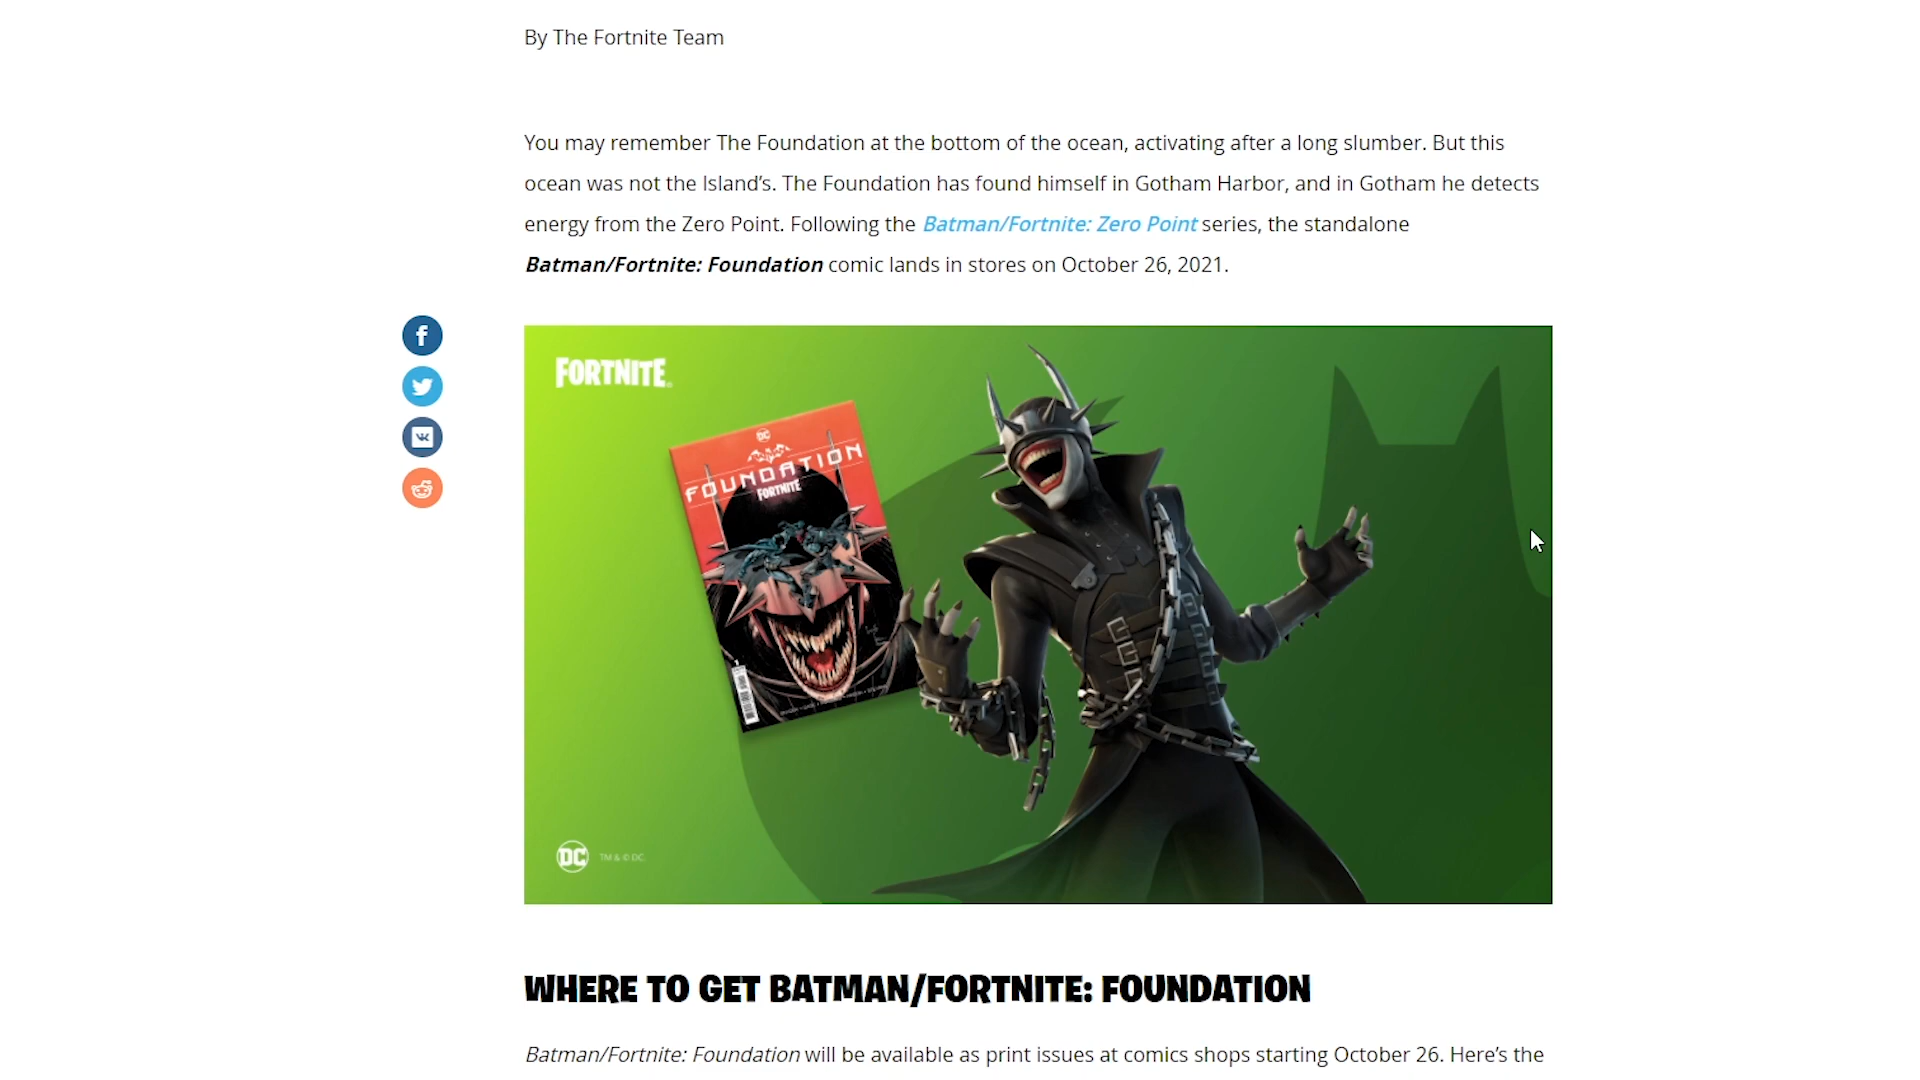 By The Fortnite Team
You may remember The Foundation at the bottom of the ocean, activating after a long slumber. But this
ocean was not the Island’s. The Foundation has found himself in Gotham Harbor, and in Gotham he detects
energy from the Zero Point. Following the Batman/Fortnite: Zero Point series, the standalone
Batman/Fortnite: Foundation comic lands in stores on October 26, 2021.
FORTNITE
DC
FOUNDATION
FORTNITE
DC TM & © DC.
WHERE TO GET BATMAN/FORTNITE: FOUNDATION
Batman/Fortnite: Foundation will be available as print issues at comics shops starting October 26. Here’s the